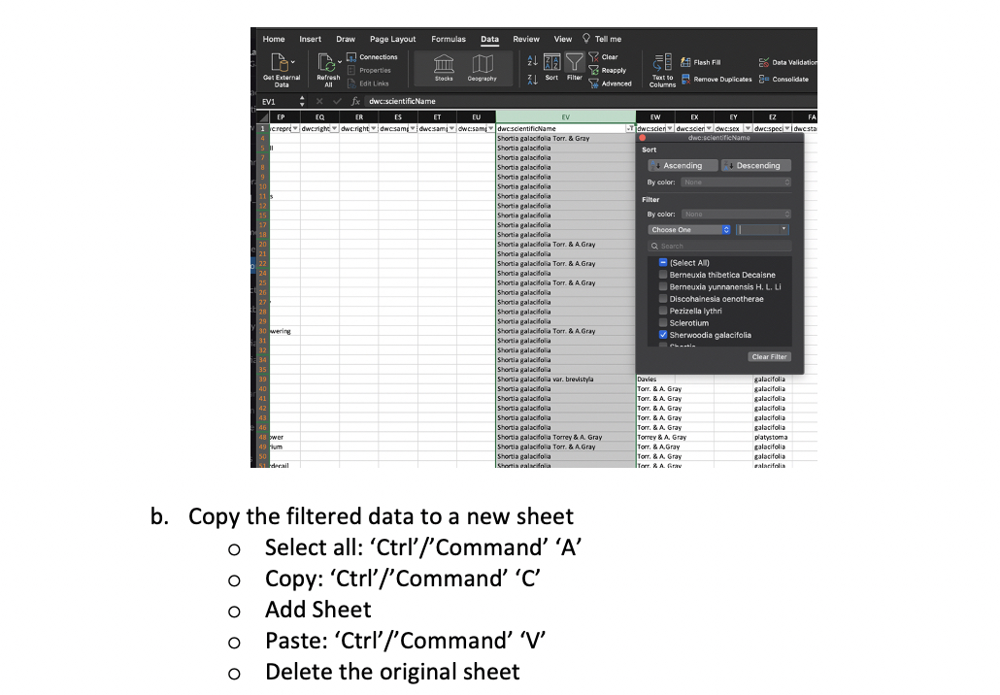 Home Insert Draw Page Layout Formulas Data Review View Tell me
Get External Data
Refresh All
Connections
Properties
Edit Links
Stocks
Geography
Sort
Filter
Clear
Reapply
Advanced
Text to Columns
Flash Fill
Remove Duplicates
Data Validation
Consolidate
EV1 fx dwc:scientificName
EP EQ ER ES ET EU EV EW EX EY EZ FA
1 c:repro dwc:right dwc:right dwc:samp dwc:samp dwc:samp dwc:scientificName dwc:scien dwc:scien dwc:sex dwc:speci dwc:sta
4 Shortia galacifolia Torr. & Gray
5 Shortia galacifolia
7 Shortia galacifolia
8 Shortia galacifolia
9 Shortia galacifolia
10 Shortia galacifolia
11 s Shortia galacifolia
12 Shortia galacifolia
15 Shortia galacifolia
17 Shortia galacifolia
18 Shortia galacifolia
20 Shortia galacifolia Torr. & A.Gray
21 Shortia galacifolia
22 Shortia galacifolia Torr. & A.Gray
24 Shortia galacifolia
25 Shortia galacifolia Torr. & A.Gray
26 Shortia galacifolia
27 Shortia galacifolia
28 Shortia galacifolia
29 Shortia galacifolia
30 wering Shortia galacifolia Torr. & A.Gray
31 Shortia galacifolia
32 Shortia galacifolia
34 Shortia galacifolia
35 Shortia galacifolia
39 Shortia galacifolia var. brevistyla Davies galacifolia
40 Shortia galacifolia Torr. & A. Gray galacifolia
41 Shortia galacifolia Torr. & A. Gray galacifolia
42 Shortia galacifolia Torr. & A. Gray galacifolia
43 Shortia galacifolia Torr. & A. Gray galacifolia
46 Shortia galacifolia Torr. & A. Gray galacifolia
48 wer Shortia galacifolia Torrey & A. Gray Torrey & A. Gray platystoma
49 rium Shortia galacifolia Torr. & A.Gray Torr. & A.Gray galacifolia
50 Shortia galacifolia Torr. & A. Gray galacifolia
51 decail Shortia galacifolia Torr. & A. Gray galacifolia
dwc:scientificName
Sort
Ascending Descending
By color: None
Filter
By color: None
Choose One
Search
(Select All)
Berneuxia thibetica Decaisne
Berneuxia yunnanensis H. L. Li
Discohainesia oenotherae
Pezizella lythri
Sclerotium
Sherwoodia galacifolia
Shortia
Clear Filter
b. Copy the filtered data to a new sheet
o Select all: ‘Ctrl’/’Command’ ‘A’
o Copy: ‘Ctrl’/’Command’ ‘C’
o Add Sheet
o Paste: ‘Ctrl’/’Command’ ‘V’
o Delete the original sheet